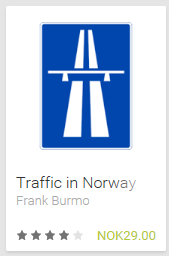 Traffic in Norway
Frank Burmo
NOK29.00